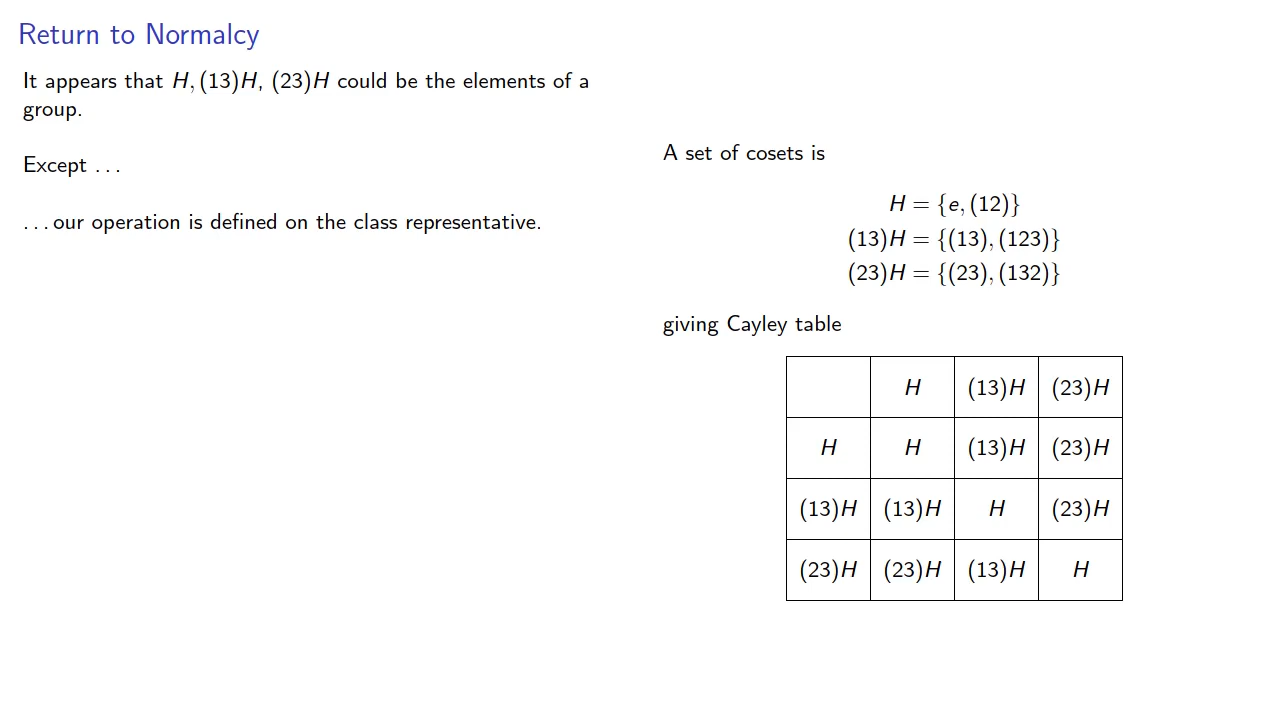 Return to Normalcy
It appears that H, (13)H, (23)H could be the elements of a
group.
Except . . .
. . . our operation is defined on the class representative.
A set of cosets is
H = {e, (12)}
(13)H = {(13), (123)}
(23)H = {(23), (132)}
giving Cayley table
H (13)H (23)H
H H (13)H (23)H
(13)H (13)H H (23)H
(23)H (23)H (13)H H